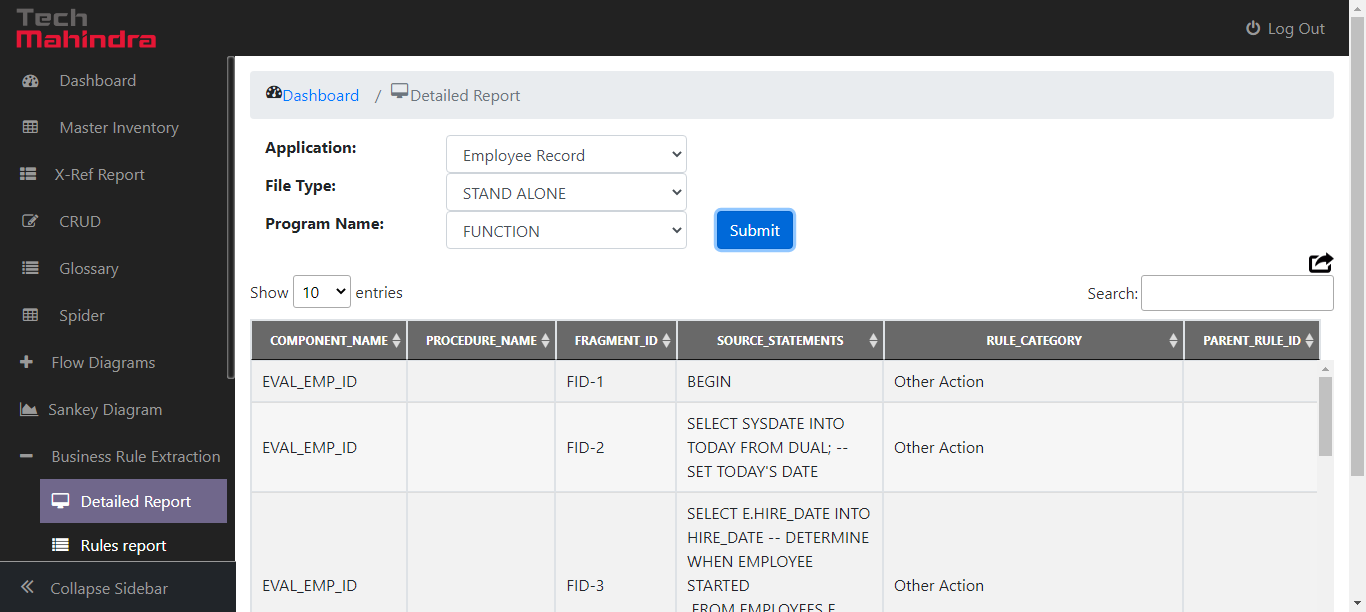 Tech
Mahindra
Log Out
Dashboard
Master Inventory
X-Ref Report
CRUD
Glossary
Spider
Flow Diagrams
Sankey Diagram
Business Rule Extraction
Detailed Report
Rules report
Collapse Sidebar
Dashboard / Detailed Report
Application: Employee Record
File Type: STAND ALONE
Program Name: FUNCTION Submit
Show 10 entries Search:
COMPONENT_NAME PROCEDURE_NAME FRAGMENT_ID SOURCE_STATEMENTS RULE_CATEGORY PARENT_RULE_ID
EVAL_EMP_ID FID-1 BEGIN Other Action
EVAL_EMP_ID FID-2 SELECT SYSDATE INTO
TODAY FROM DUAL; --
SET TODAY'S DATE Other Action
EVAL_EMP_ID FID-3 SELECT E.HIRE_DATE INTO
HIRE_DATE -- DETERMINE
WHEN EMPLOYEE
STARTED
FROM EMPLOYEES E Other Action